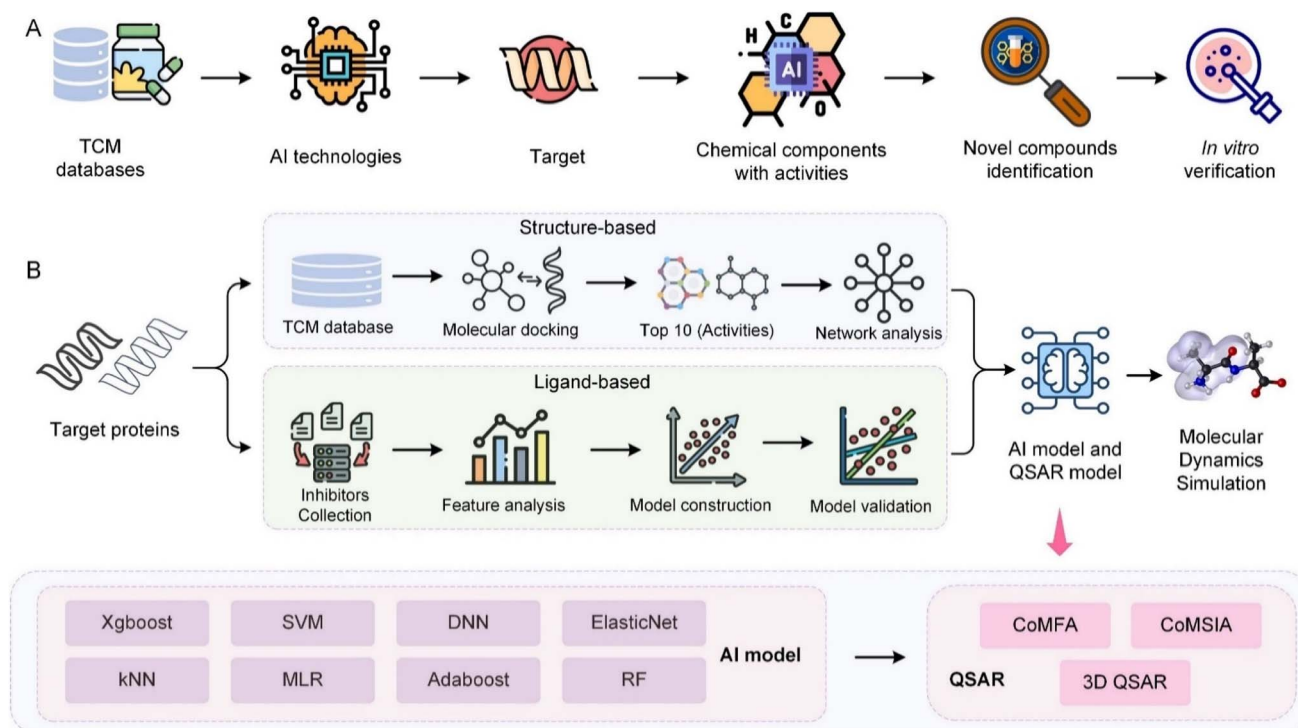 A
H
C
AI
O
TCM
databases
AI technologies
Target
Chemical components
with activities
Novel compounds
identification
In vitro
verification
B
Target proteins
Structure-based
TCM database
Molecular docking
Top 10 (Activities)
Network analysis
Ligand-based
Inhibitors
Collection
Feature analysis
Model construction
Model validation
AI model and
QSAR model
Molecular
Dynamics
Simulation
Xgboost
SVM
DNN
ElasticNet
kNN
MLR
Adaboost
RF
AI model
CoMFA
CoMSIA
QSAR
3D QSAR